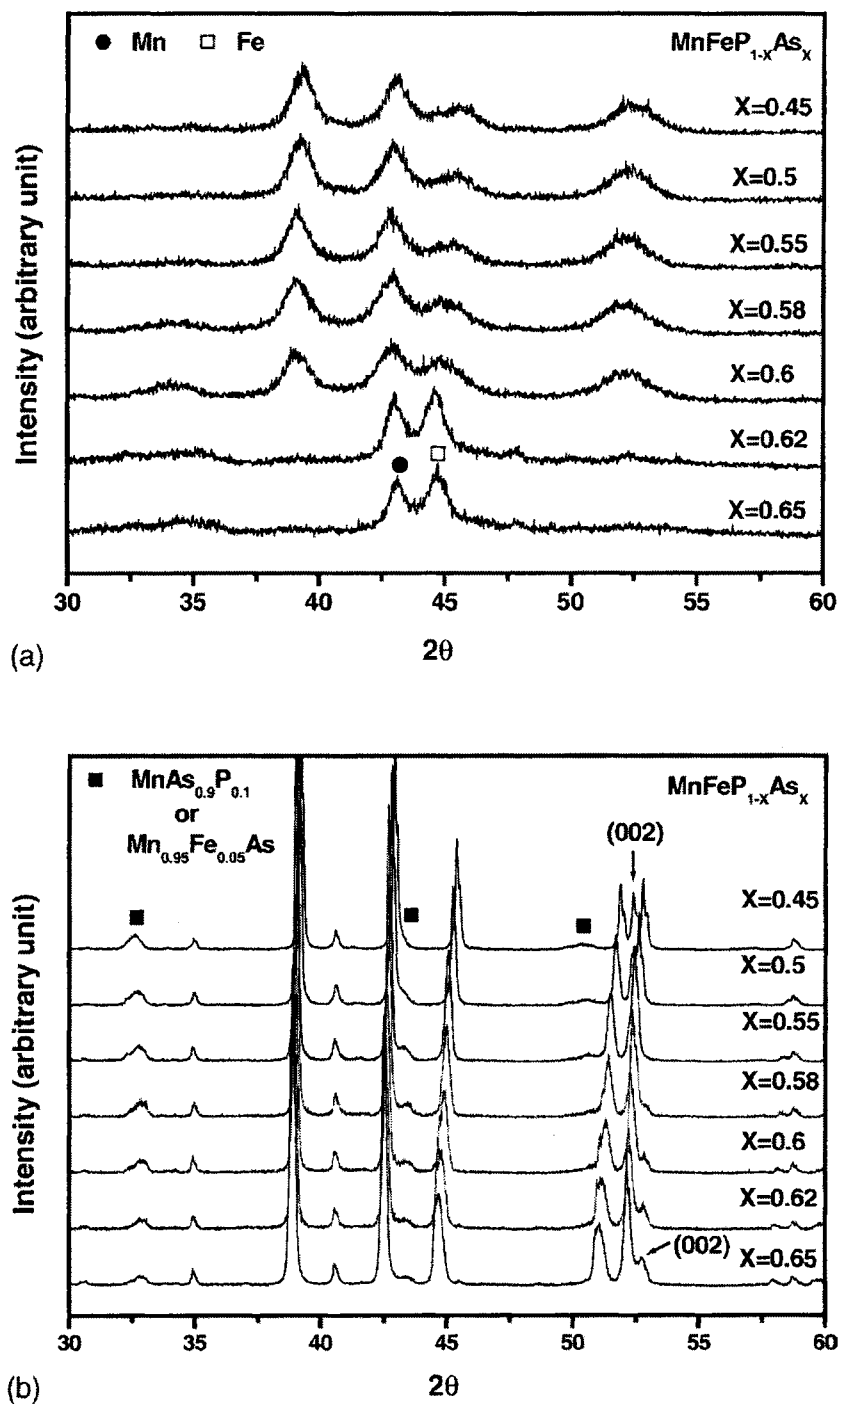 ● Mn □ Fe MnFeP1-XAsX
X=0.45
X=0.5
X=0.55
X=0.58
X=0.6
X=0.62
X=0.65
Intensity (arbitrary unit)
30 35 40 45 50 55 60
2θ
(a)
■ MnAs0.9P0.1 MnFeP1-XAsX
or
Mn0.95Fe0.05As
(002)
X=0.45
X=0.5
X=0.55
X=0.58
X=0.6
X=0.62
(002)
X=0.65
Intensity (arbitrary unit)
30 35 40 45 50 55 60
2θ
(b)